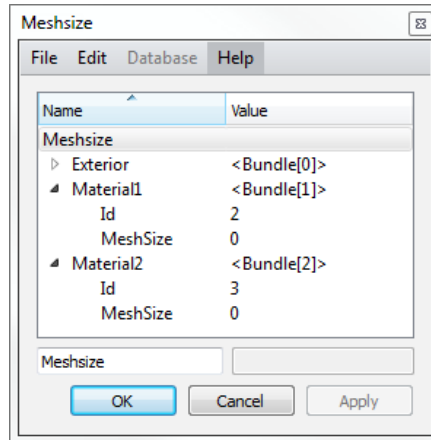 Meshsize
File Edit Database Help
Name Value
Meshsize
Exterior <Bundle[0]>
Material1 <Bundle[1]>
Id 2
MeshSize 0
Material2 <Bundle[2]>
Id 3
MeshSize 0
Meshsize
OK Cancel Apply